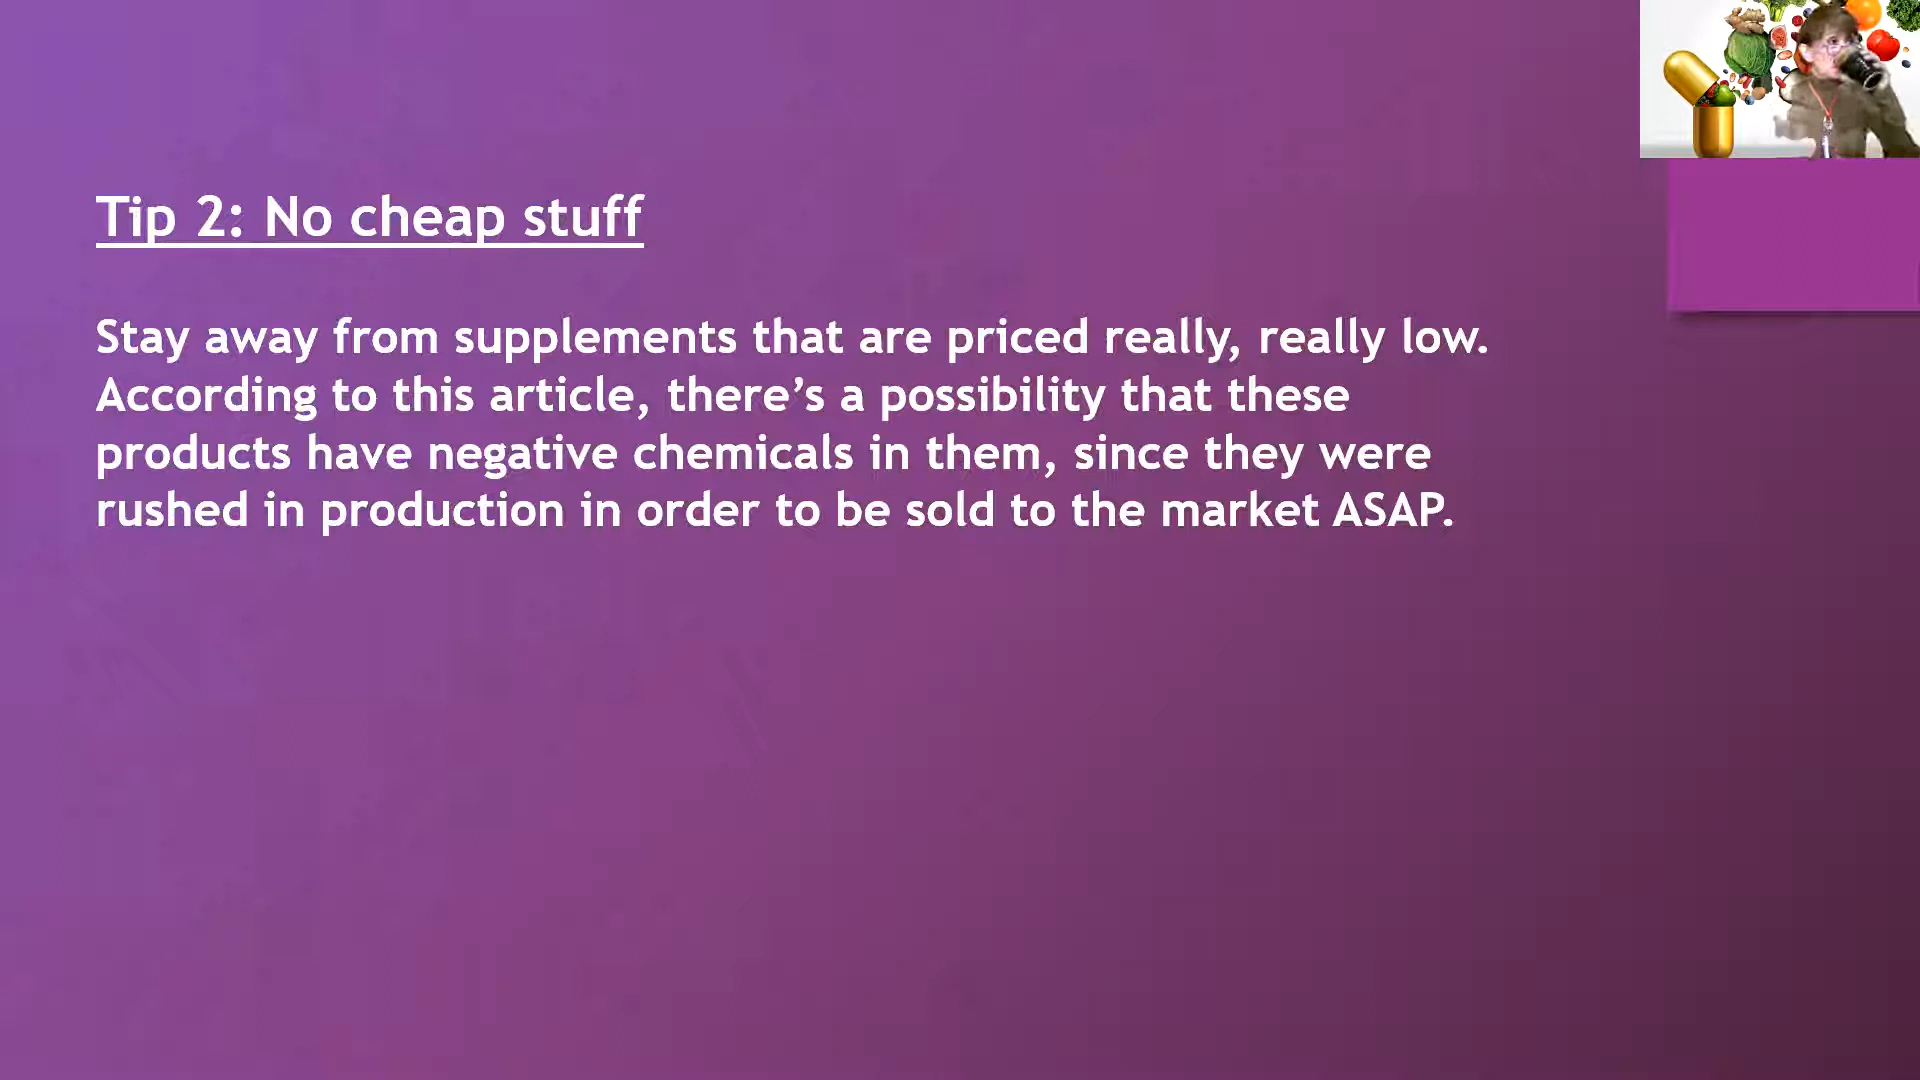 Tip 2: No cheap stuff
Stay away from supplements that are priced really, really low.
According to this article, there’s a possibility that these
products have negative chemicals in them, since they were
rushed in production in order to be sold to the market ASAP.